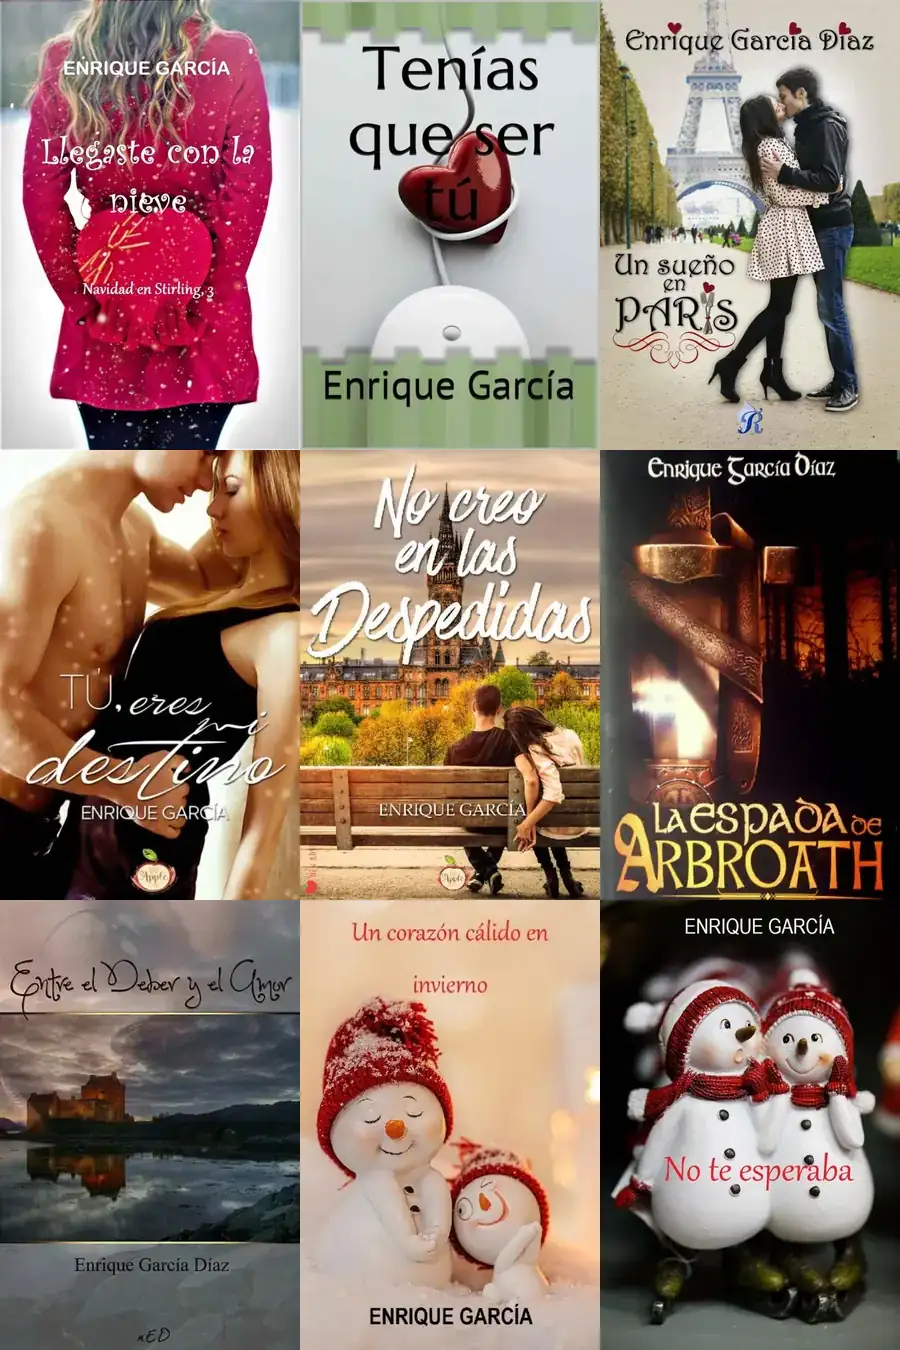 ENRIQUE GARCÍA
Llegaste con la
nieve
Navidad en Stirling, 3
Tenías
que ser
tú
Enrique García
Enrique García Díaz
Un sueño
en
PARIS
R
TÚ, eres
mi
destino
ENRIQUE GARCÍA
Apple
No creo
en las
Despedidas
ENRIQUE GARCÍA
Apple
Enrique García Díaz
LA ESPADA DE
ARBROATH
Entre el Deber y el Amor
Enrique García Díaz
nED
Un corazón cálido en
invierno
ENRIQUE GARCÍA
ENRIQUE GARCÍA
No te esperaba